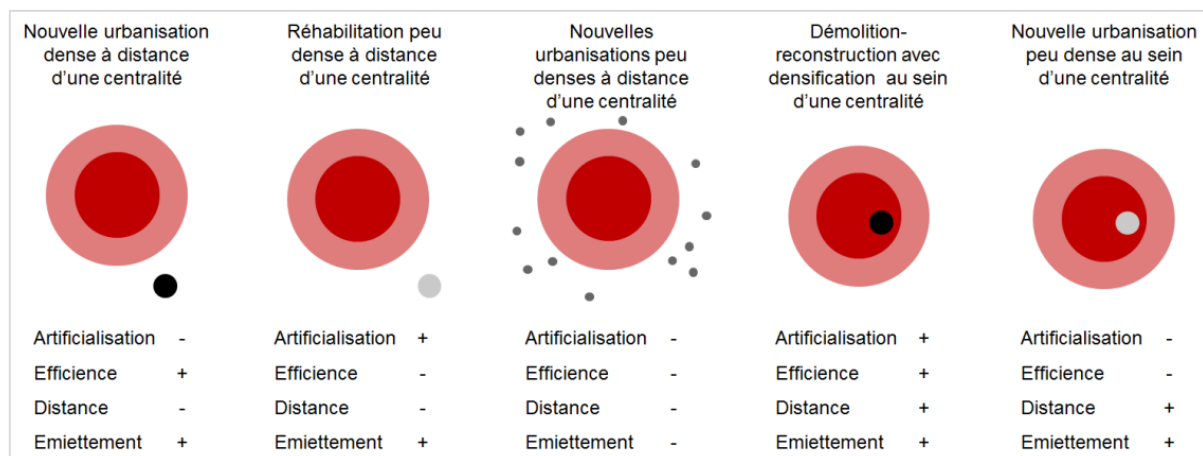 Nouvelle urbanisation
dense à distance
d'une centralité
Réhabilitation peu
dense à distance
d'une centralité
Nouvelles
urbanisations peu
denses à distance
d'une centralité
Démolition-
reconstruction avec
densification au sein
d'une centralité
Nouvelle urbanisation
peu dense au sein
d'une centralité
Artificialisation -
Efficience +
Distance -
Emiettement +
Artificialisation +
Efficience -
Distance -
Emiettement +
Artificialisation -
Efficience -
Distance -
Emiettement -
Artificialisation +
Efficience +
Distance +
Emiettement +
Artificialisation -
Efficience -
Distance +
Emiettement +